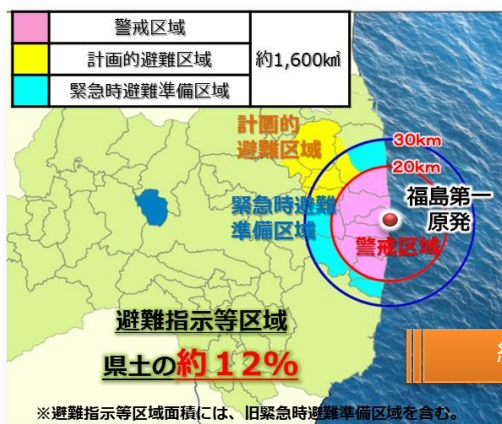 警戒区域
計画的避難区域
緊急時避難準備区域
約1,600k㎡
計画的
避難区域
30km
20km
福島第一
原発
緊急時避難
準備区域
警戒区域
避難指示等区域
県土の約12%
※避難指示等区域面積には、旧緊急時避難準備区域を含む。